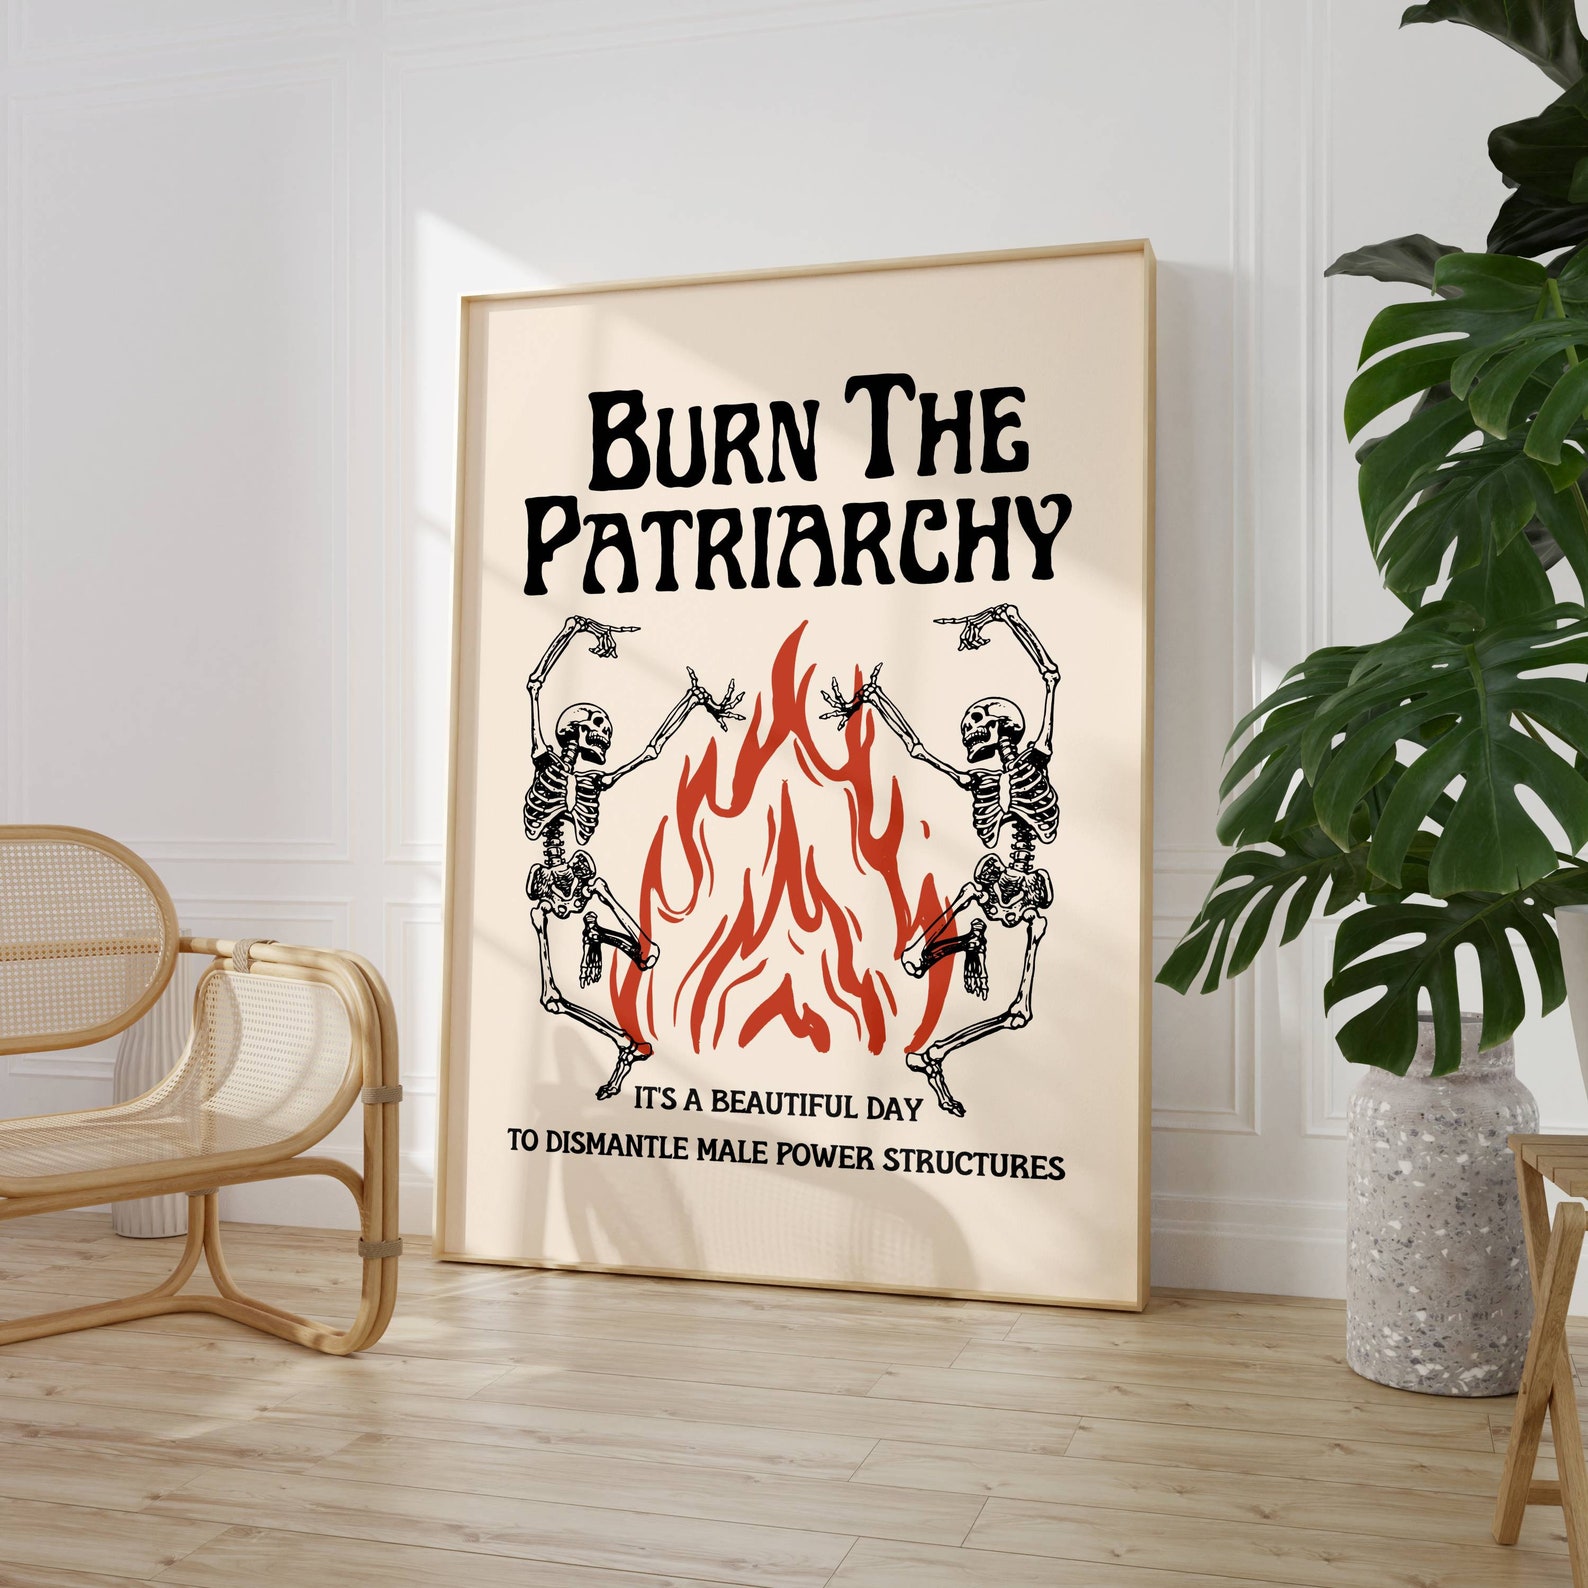 BURN THE
PATRIARCHY
IT'S A BEAUTIFUL DAY
TO DISMANTLE MALE POWER STRUCTURES